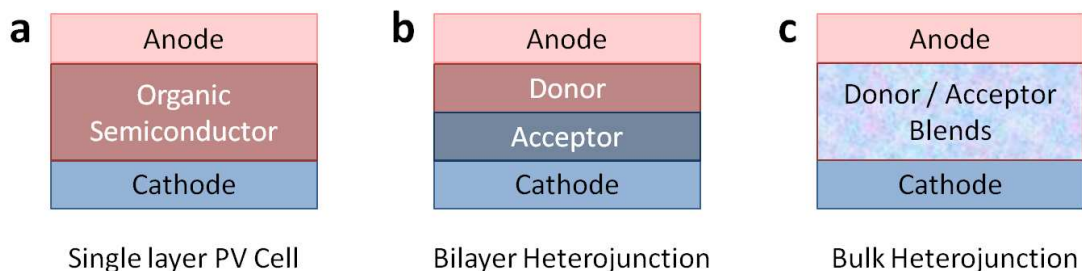 a
Anode
Organic
Semiconductor
Cathode
Single layer PV Cell
b
Anode
Donor
Acceptor
Cathode
Bilayer Heterojunction
c
Anode
Donor / Acceptor
Blends
Cathode
Bulk Heterojunction